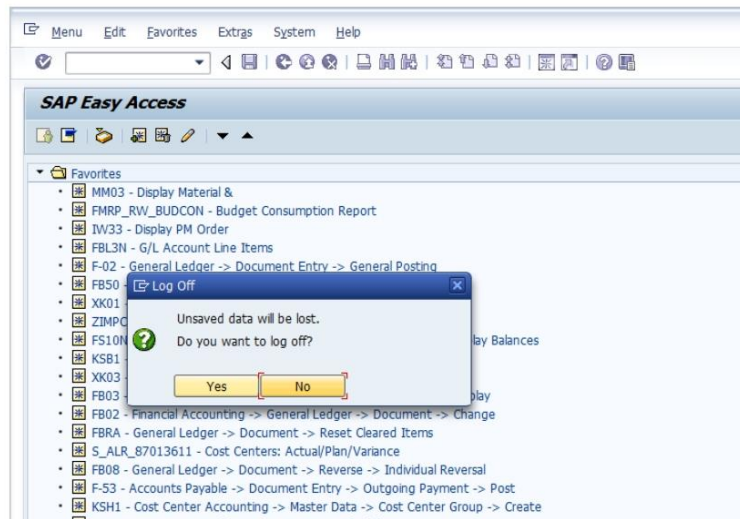 Menu Edit Favorites Extras System Help
SAP Easy Access
Favorites
MM03 - Display Material &
FMRP_RW_BUDCON - Budget Consumption Report
IW33 - Display PM Order
FBL3N - G/L Account Line Items
F-02 - General Ledger -> Document Entry -> General Posting
FB50 -
XK01 -
ZIMPO
FS10N lay Balances
KSB1 -
XK03 -
FB03 - play
Log Off
Unsaved data will be lost.
Do you want to log off?
Yes No
FB02 - Financial Accounting -> General Ledger -> Document -> Change
FBRA - General Ledger -> Document -> Reset Cleared Items
S_ALR_87013611 - Cost Centers: Actual/Plan/Variance
FB08 - General Ledger -> Document -> Reverse -> Individual Reversal
F-53 - Accounts Payable -> Document Entry -> Outgoing Payment -> Post
KSH1 - Cost Center Accounting -> Master Data -> Cost Center Group -> Create